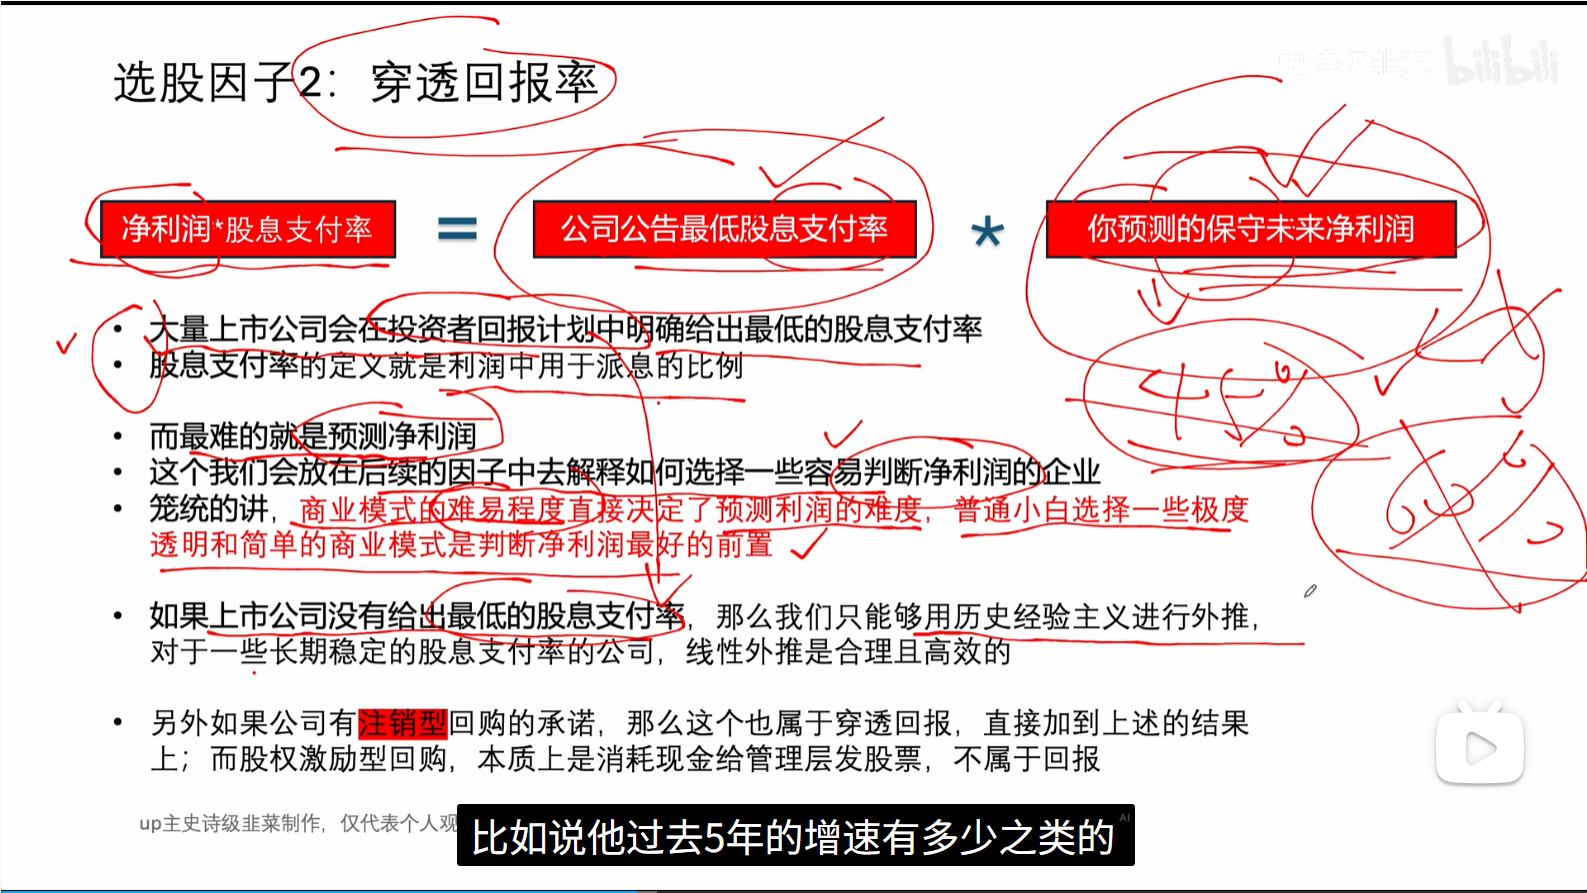 选股因子2：穿透回报率
史诗级韭菜 bilibili
净利润*股息支付率 = 公司公告最低股息支付率 * 你预测的保守未来净利润
• 大量上市公司会在投资者回报计划中明确给出最低的股息支付率
• 股息支付率的定义就是利润中用于派息的比例
• 而最难的就是预测净利润
• 这个我们会放在后续的因子中去解释如何选择一些容易判断净利润的企业
• 笼统的讲，商业模式的难易程度直接决定了预测利润的难度，普通小白选择一些极度
透明和简单的商业模式是判断净利润最好的前置
• 如果上市公司没有给出最低的股息支付率，那么我们只能够用历史经验主义进行外推，
对于一些长期稳定的股息支付率的公司，线性外推是合理且高效的
• 另外如果公司有注销型回购的承诺，那么这个也属于穿透回报，直接加到上述的结果
上；而股权激励型回购，本质上是消耗现金给管理层发股票，不属于回报
up主史诗级韭菜制作，仅代表个人观
比如说他过去5年的增速有多少之类的
AI